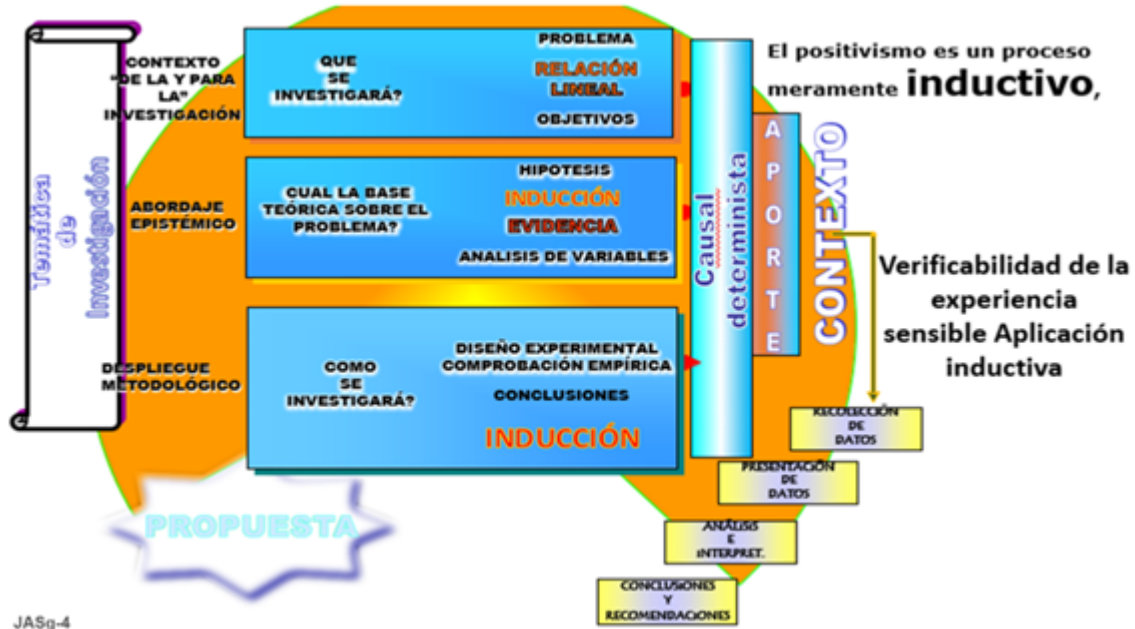 Temática
de
Investigación
CONTEXTO
"DE LA Y PARA
LA"
INVESTIGACIÓN
QUE
SE
INVESTIGARÁ?
PROBLEMA
RELACIÓN
LINEAL
OBJETIVOS
ABORDAJE
EPISTÉMICO
CUAL LA BASE
TEÓRICA SOBRE EL
PROBLEMA?
HIPOTESIS
INDUCCIÓN
EVIDENCIA
ANALISIS DE VARIABLES
DESPLIEGUE
METODOLÓGICO
COMO
SE
INVESTIGARÁ?
DISEÑO EXPERIMENTAL
COMPROBACIÓN EMPÍRICA
CONCLUSIONES
INDUCCIÓN
Causal
determinista
APORTE
CONTEXTO
El positivismo es un proceso
meramente inductivo,
Verificabilidad de la
experiencia
sensible Aplicación
inductiva
RECOLECCIÓN
DE
DATOS
PRESENTACIÓN
DE
DATOS
ANÁLISIS
E
INTERPRET.
CONCLUSIONES
Y
RECOMENDACIONES
PROPUESTA
JASg-4